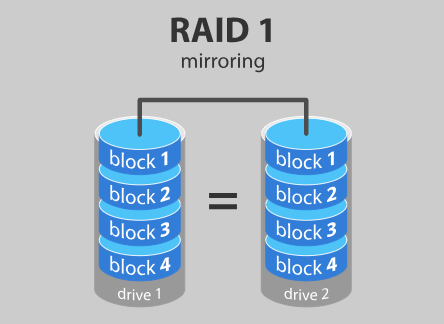 RAID 1
mirroring
block 1
block 2
block 3
block 4
drive 1
=
block 1
block 2
block 3
block 4
drive 2